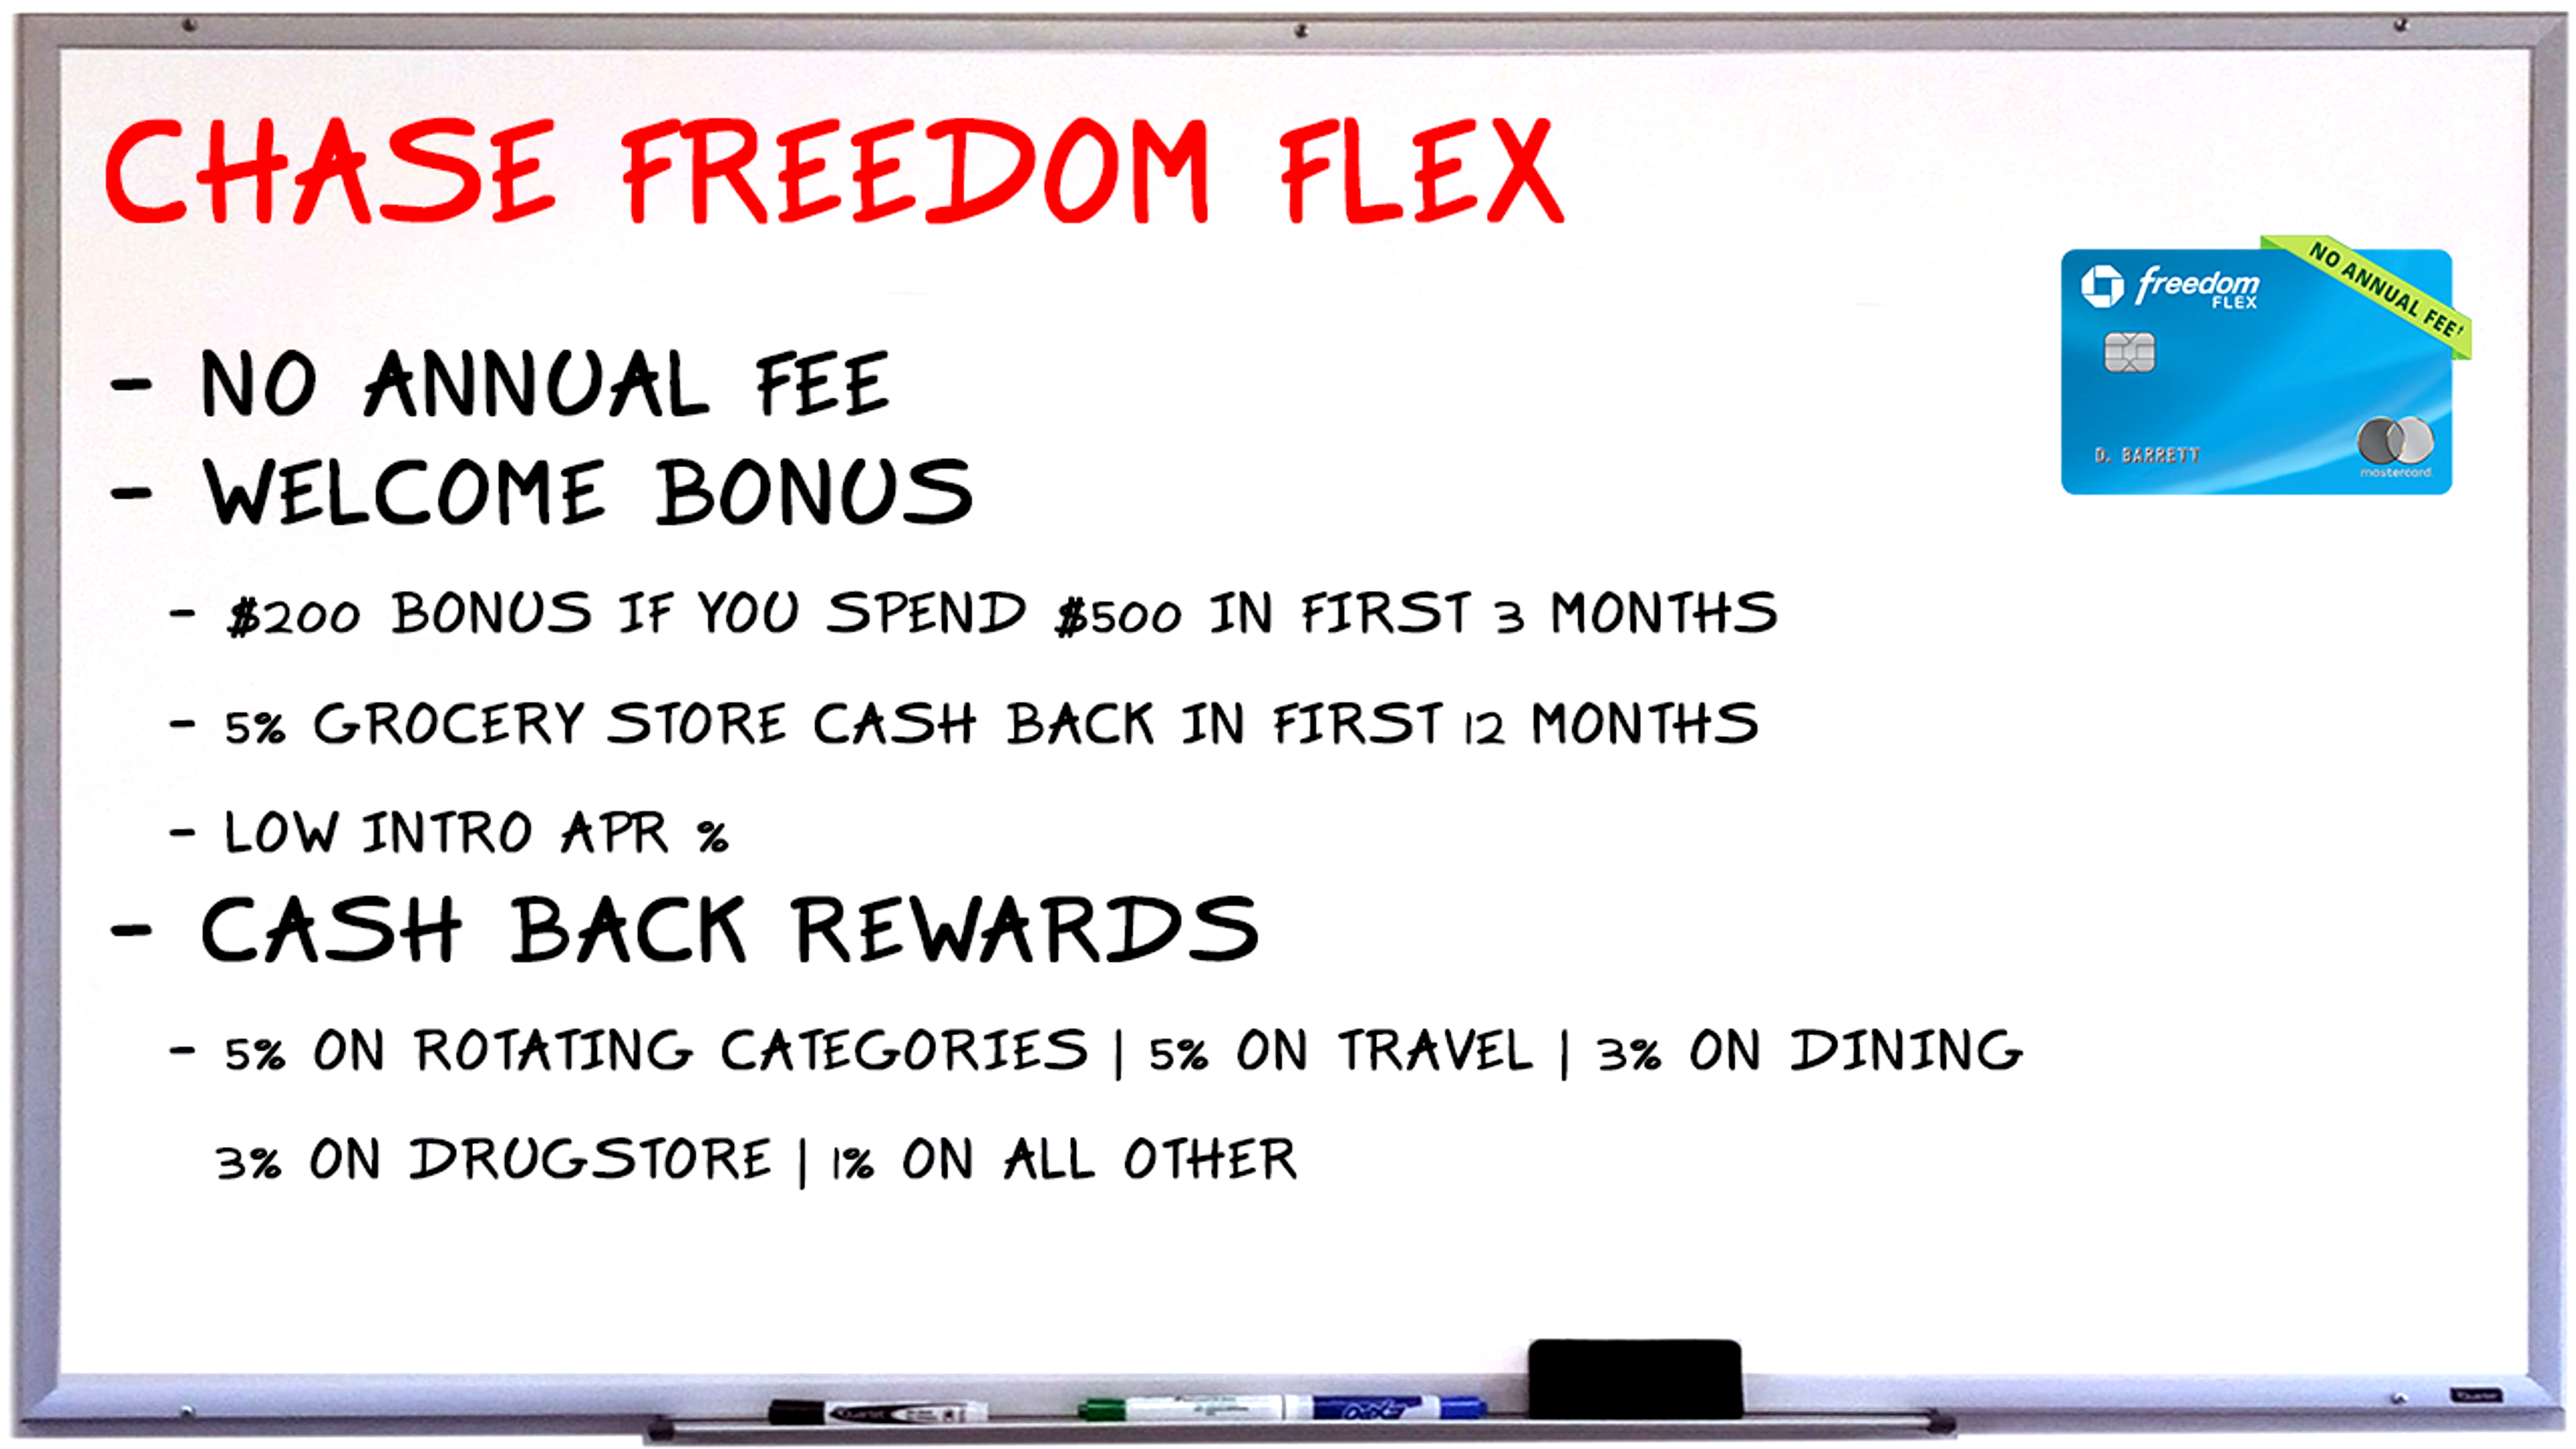 CHASE FREEDOM FLEX
NO ANNUAL FEE†
freedom
FLEX
- NO ANNUAL FEE
D. BARRETT
mastercard
- WELCOME BONUS
- $200 BONUS IF YOU SPEND $500 IN FIRST 3 MONTHS
- 5% GROCERY STORE CASH BACK IN FIRST 12 MONTHS
- LOW INTRO APR %
- CASH BACK REWARDS
- 5% ON ROTATING CATEGORIES | 5% ON TRAVEL | 3% ON DINING
3% ON DRUGSTORE | 1% ON ALL OTHER
Quartet
EXPO
Quartet